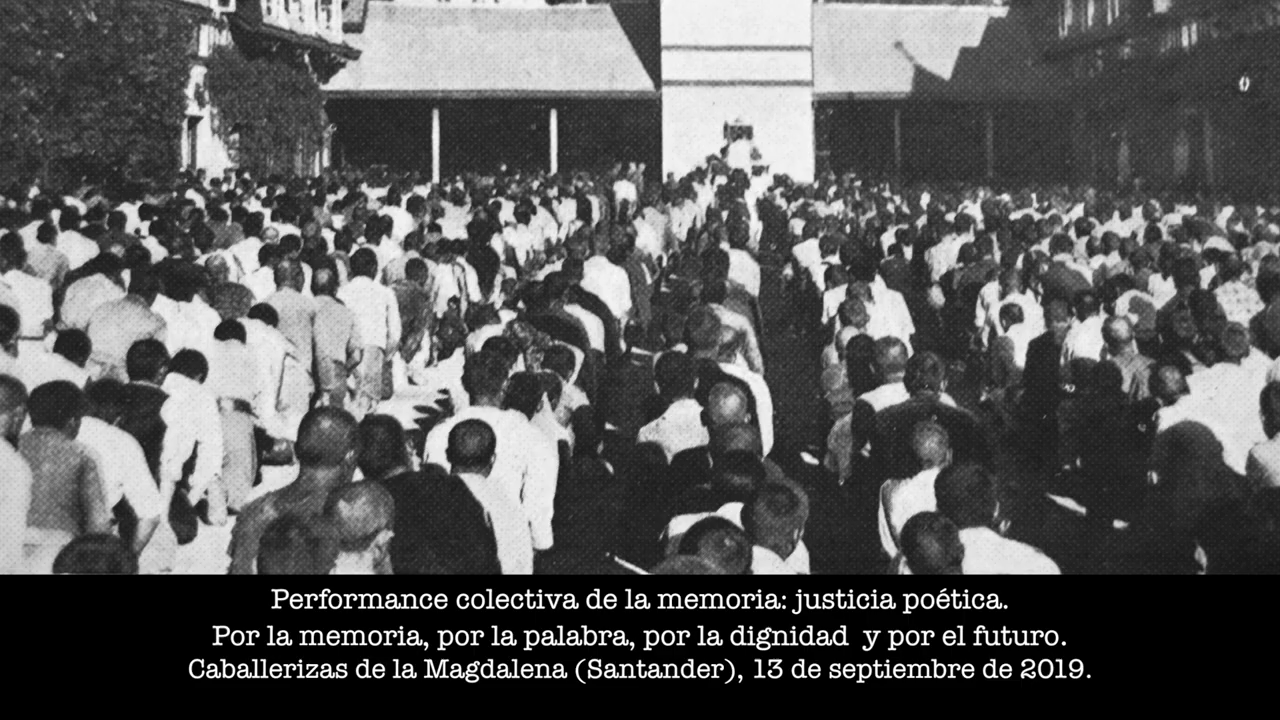 Performance colectiva de la memoria: justicia poética.
Por la memoria, por la palabra, por la dignidad y por el futuro.
Caballerizas de la Magdalena (Santander), 13 de septiembre de 2019.